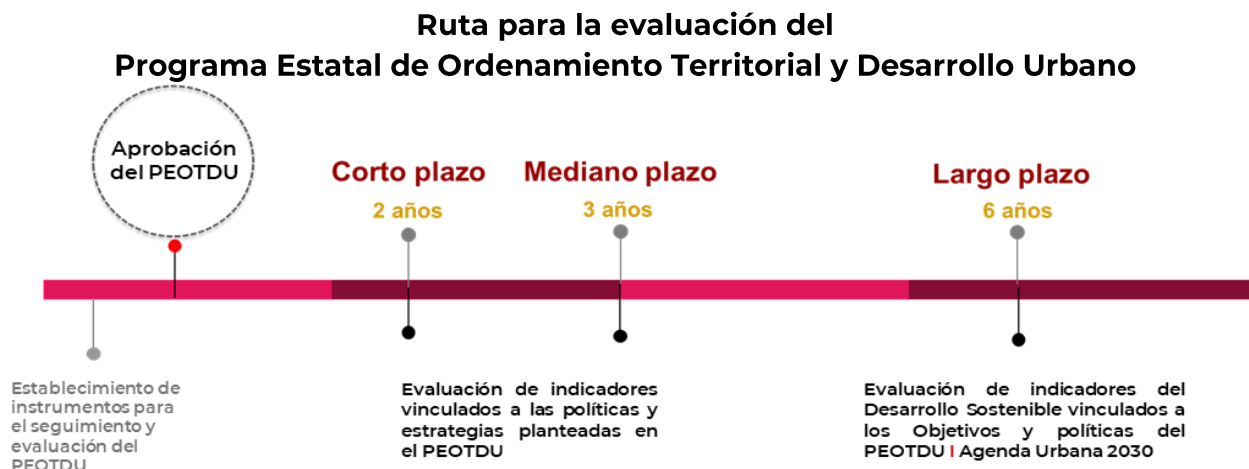 Ruta para la evaluación del
Programa Estatal de Ordenamiento Territorial y Desarrollo Urbano
Aprobación
del PEOTDU
Corto plazo
2 años
Mediano plazo
3 años
Largo plazo
6 años
Establecimiento de
instrumentos para
el seguimiento y
evaluación del
PEOTDU
Evaluación de indicadores
vinculados a las políticas y
estrategias planteadas en
el PEOTDU
Evaluación de indicadores del
Desarrollo Sostenible vinculados a
los Objetivos y políticas del
PEOTDU | Agenda Urbana 2030